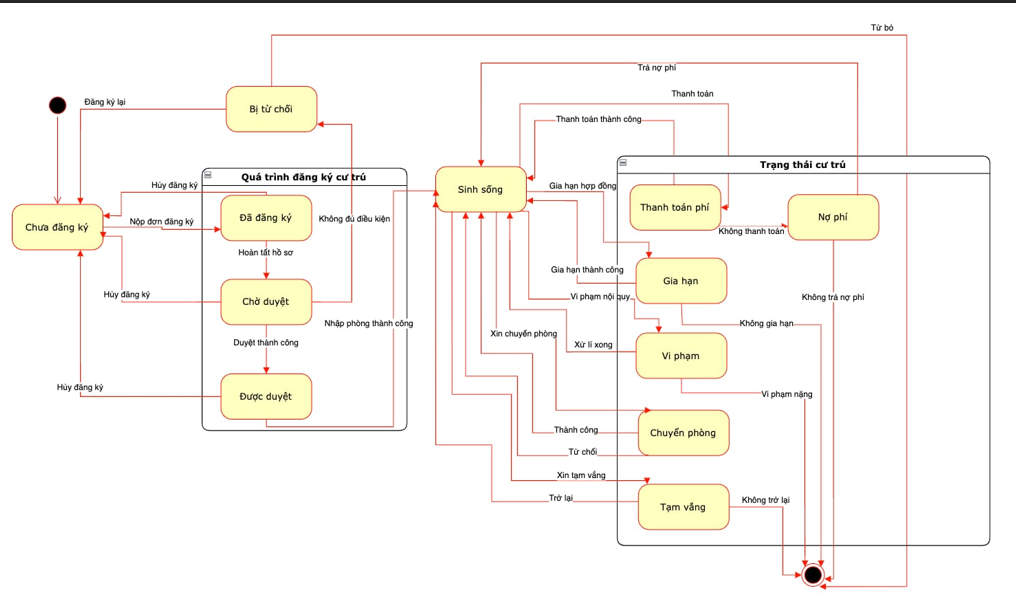 Từ bỏ
Trả nợ phí
Thanh toán
Đăng ký lại
Bị từ chối
Thanh toán thành công
Quá trình đăng ký cư trú
Trạng thái cư trú
Hủy đăng ký
Sinh sống
Gia hạn hợp đồng
Thanh toán phí
Nợ phí
Chưa đăng ký
Nộp đơn đăng ký
Đã đăng ký
Không đủ điều kiện
Không thanh toán
Hoàn tất hồ sơ
Gia hạn thành công
Gia hạn
Hủy đăng ký
Chờ duyệt
Vi phạm nội quy
Không trả nợ phí
Nhập phòng thành công
Không gia hạn
Xin chuyển phòng
Duyệt thành công
Xử lí xong
Vi phạm
Hủy đăng ký
Được duyệt
Vi phạm nặng
Thành công
Chuyển phòng
Từ chối
Xin tạm vắng
Trở lại
Tạm vắng
Không trở lại